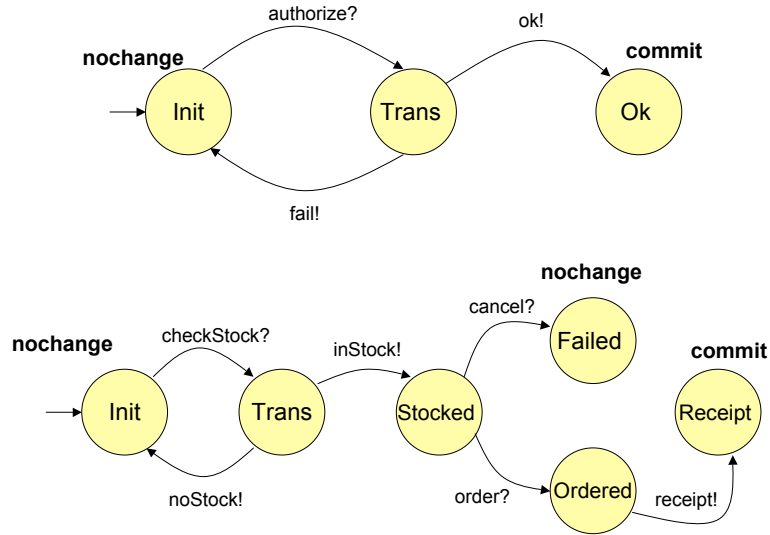 authorize?
ok!
nochange
commit
Init
Trans
Ok
fail!
nochange
cancel?
checkStock?
inStock!
Failed
nochange
commit
Init
Trans
Stocked
Receipt
noStock!
order?
Ordered
receipt!